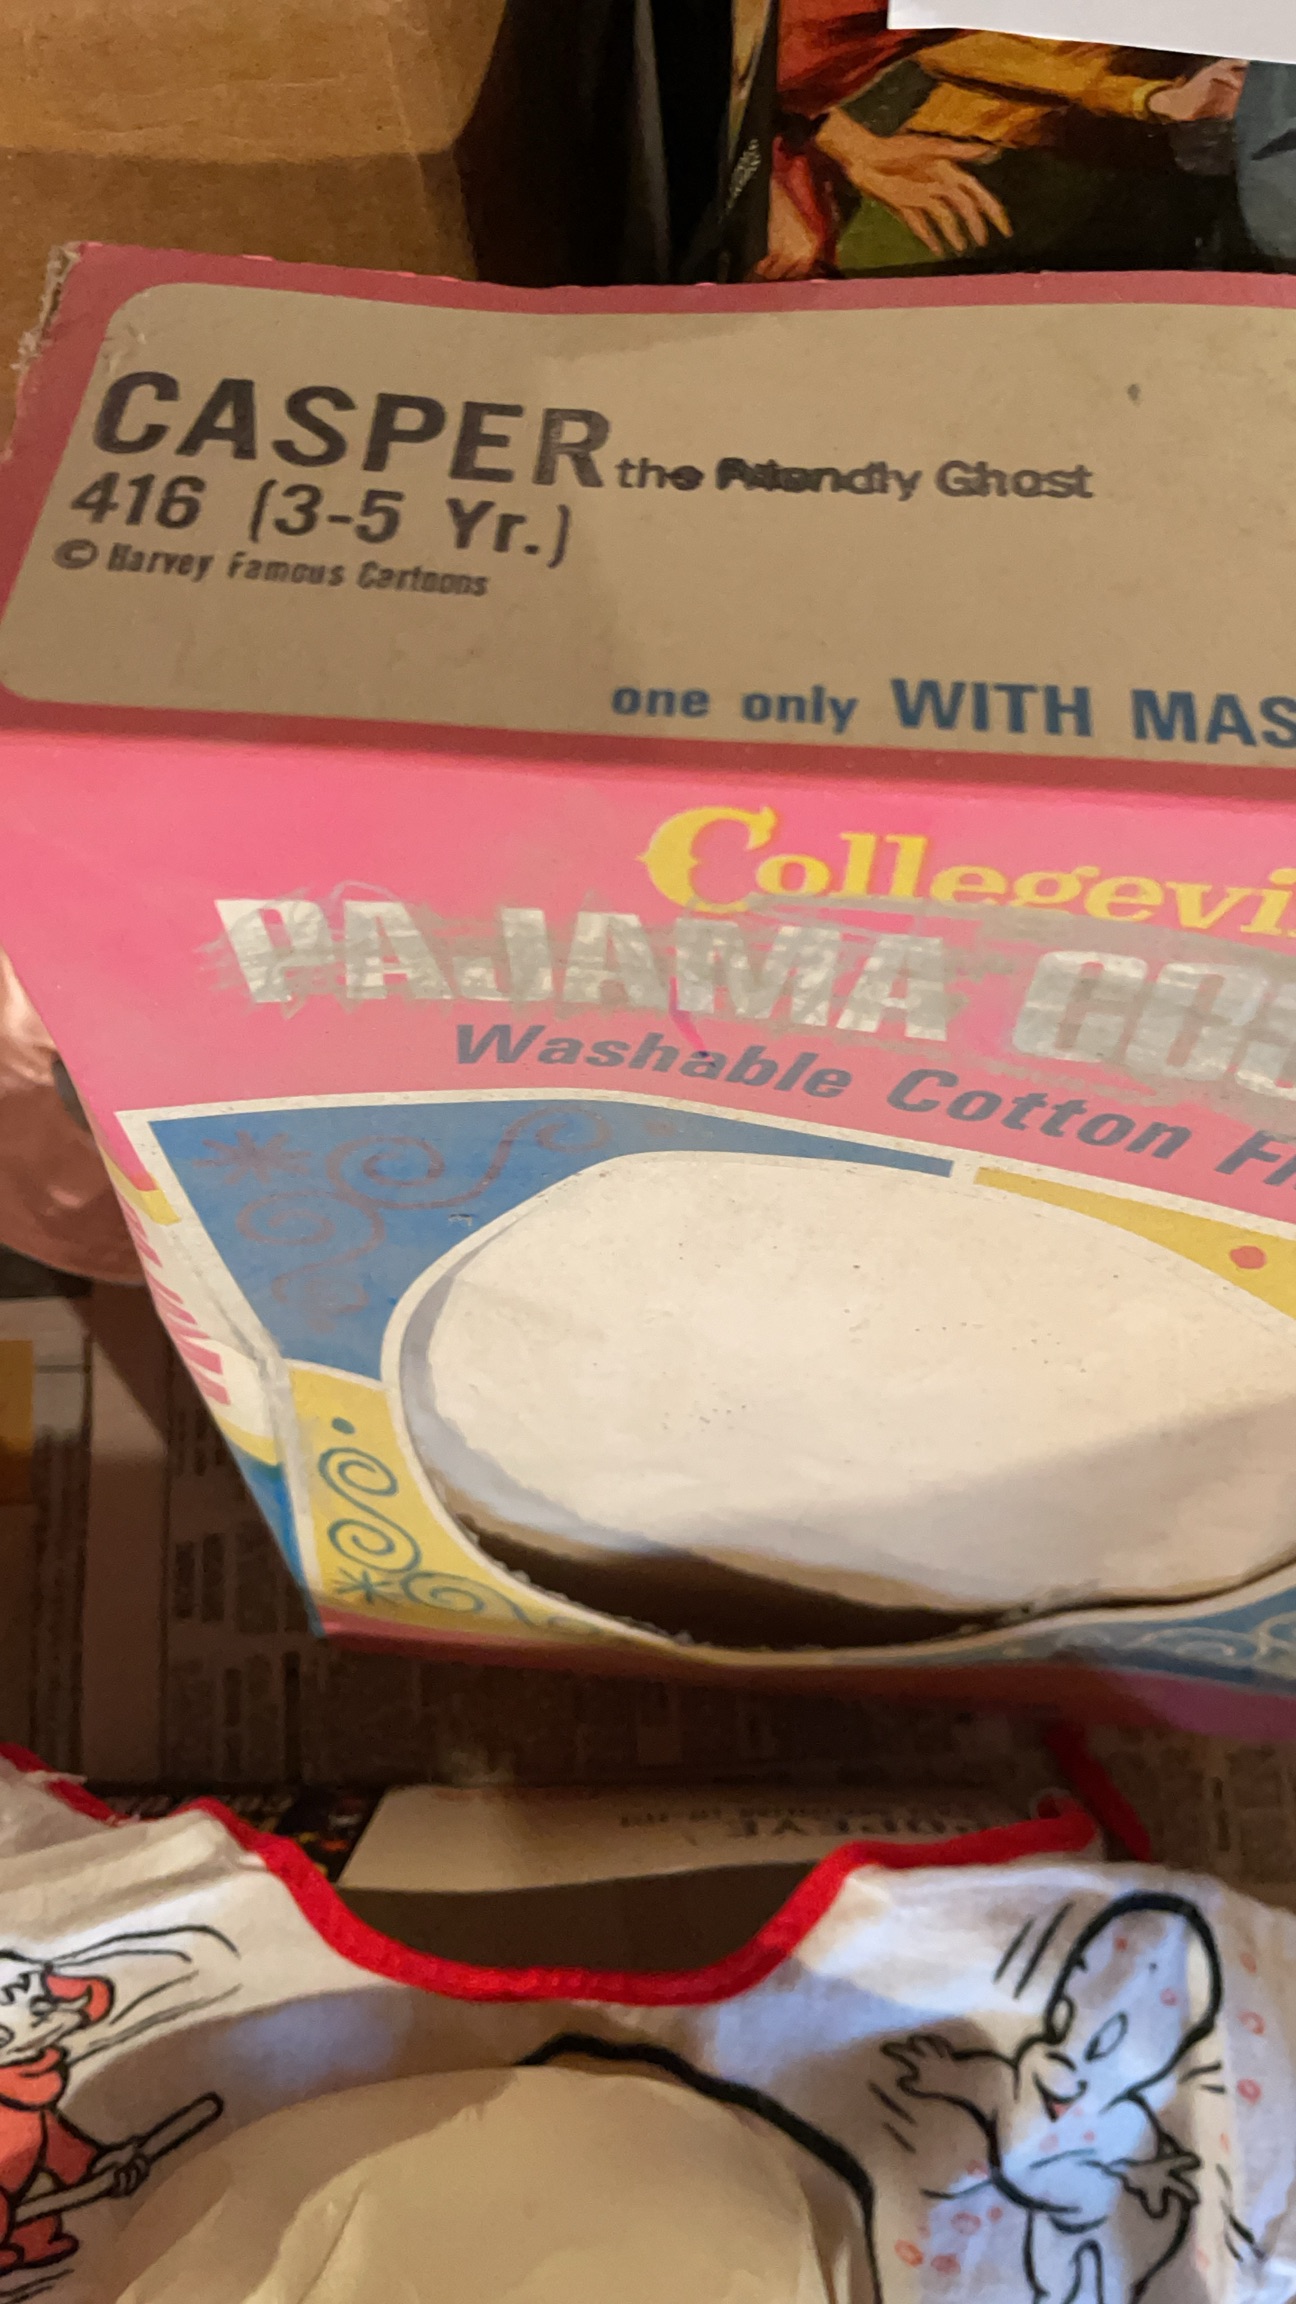 CASPER the Friendly Ghost
416 (3-5 Yr.)
© Harvey Famous Cartoons
one only WITH MAS
Collegevi
PAJAMA COS
Washable Cotton